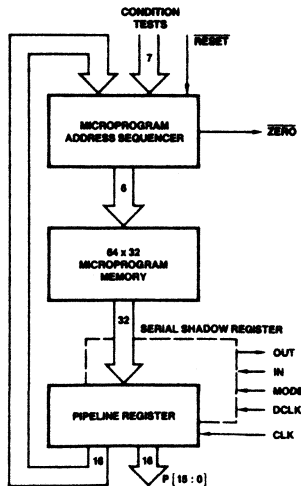 CONDITION
TESTS
RESET
7
MICROPROGRAM
ADDRESS SEQUENCER
ZERO
6
64 x 32
MICROPROGRAM
MEMORY
32
SERIAL SHADOW REGISTER
OUT
IN
MODE
DCLK
PIPELINE REGISTER
CLK
16
16
P [15 : 0]